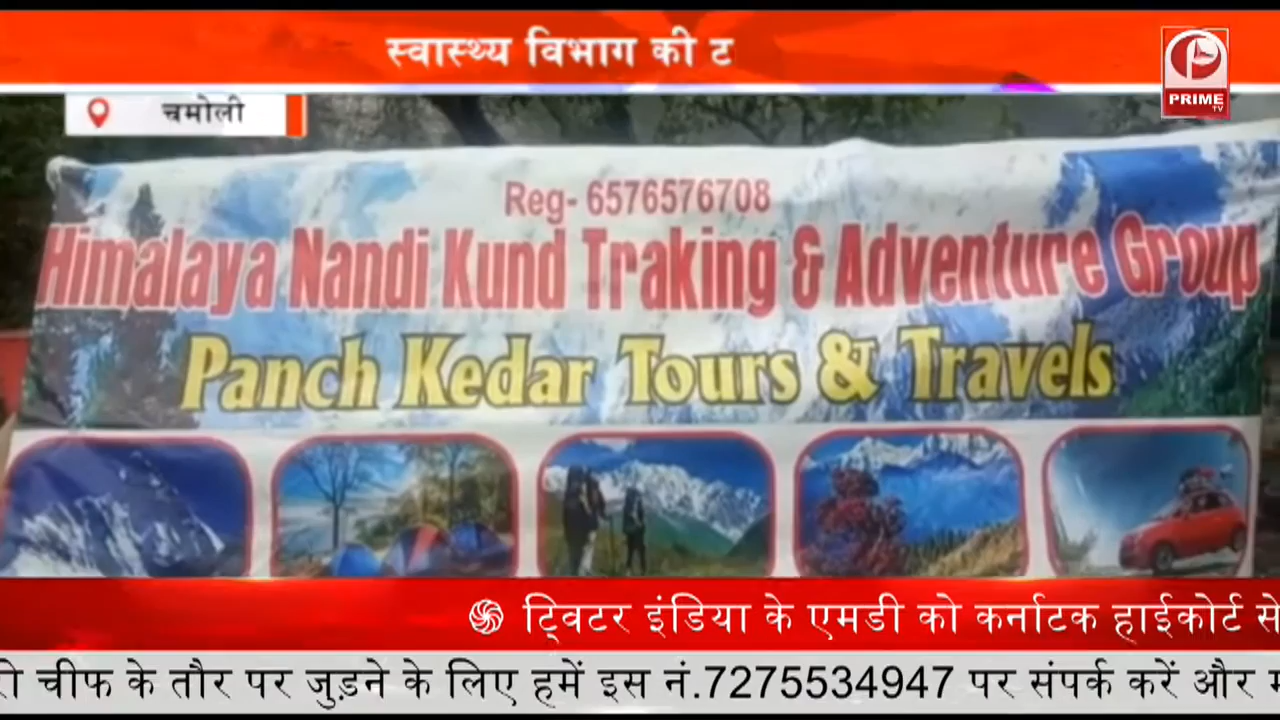 स्वास्थ्य विभाग की ट
PRIME
TV
चमोली
Reg- 6576576708
Himalaya Nandi Kund Traking & Adventure Group
Panch Kedar Tours & Travels
ट्विटर इंडिया के एमडी को कर्नाटक हाईकोर्ट से
चीफ के तौर पर जुड़ने के लिए हमें इस नं.7275534947 पर संपर्क करें और